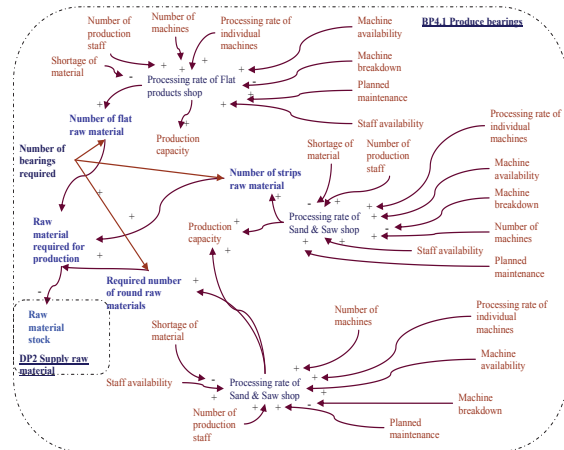 BP4.1 Produce bearings
Number of
production
staff
Number of
machines
Processing rate of
individual machines
Machine
availability
Shortage of
material
Machine
breakdown
Processing rate of Flat
products shop
Planned
maintenance
Number of flat
raw material
Production
capacity
Staff availability
Number of
bearings
required
Number of strips
raw material
Shortage of
material
Number of
production
staff
Processing rate of
individual
machines
Machine
availability
Machine
breakdown
Raw
material
required for
production
Production
capacity
Processing rate of
Sand & Saw shop
Number of
machines
Staff availability
Planned
maintenance
Required number
of round raw
materials
Raw
material
stock
DP2 Supply raw
material
Shortage of
material
Number of
machines
Processing rate of
individual
machines
Machine
availability
Staff availability
Processing rate of
Sand & Saw shop
Machine
breakdown
Number of
production
staff
Planned
maintenance